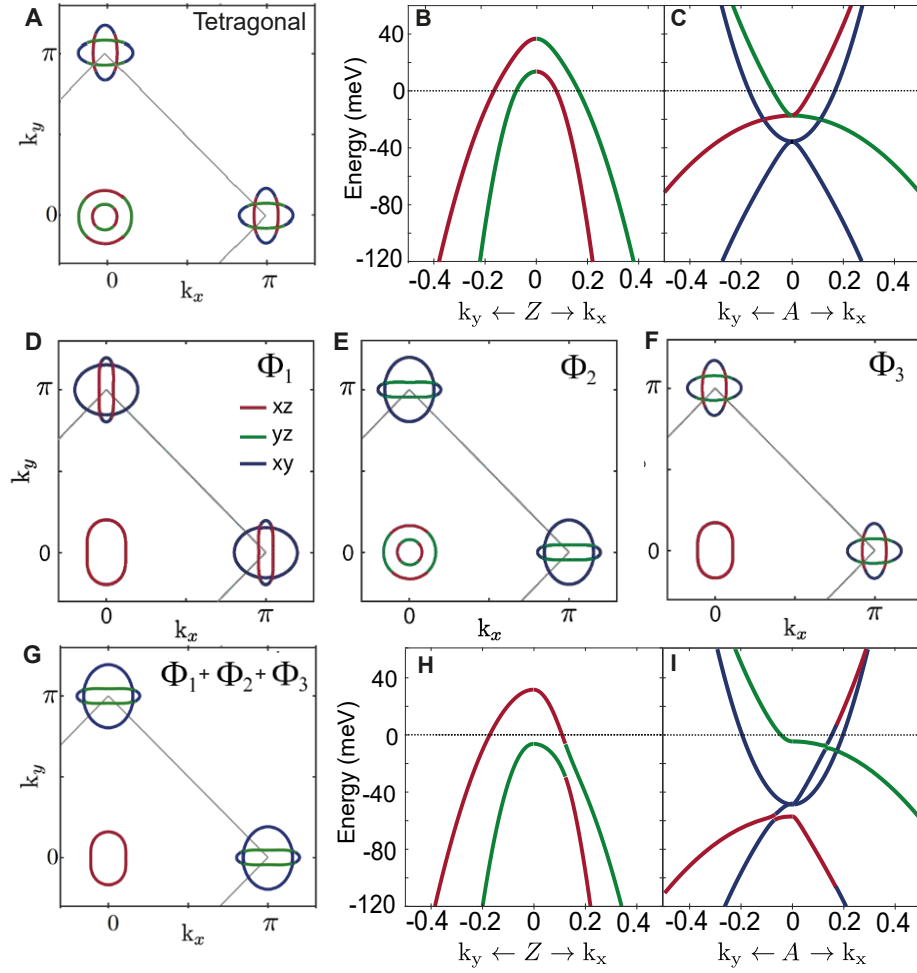 A
Tetragonal
π
0
k_y
0
π
k_x
B
Energy (meV)
40
0
-40
-80
-120
-0.4
-0.2
0
0.2
0.4
k_y ← Z → k_x
C
-0.4
-0.2
0
0.2
0.4
k_y ← A → k_x
D
Φ_1
xz
yz
xy
π
0
k_y
0
π
k_x
E
Φ_2
π
0
0
π
k_x
F
Φ_3
π
0
0
π
k_x
G
Φ_1 + Φ_2 + Φ_3
π
0
k_y
0
π
k_x
H
Energy (meV)
40
0
-40
-80
-120
-0.4
-0.2
0
0.2
0.4
k_y ← Z → k_x
I
-0.4
-0.2
0
0.2
0.4
k_y ← A → k_x